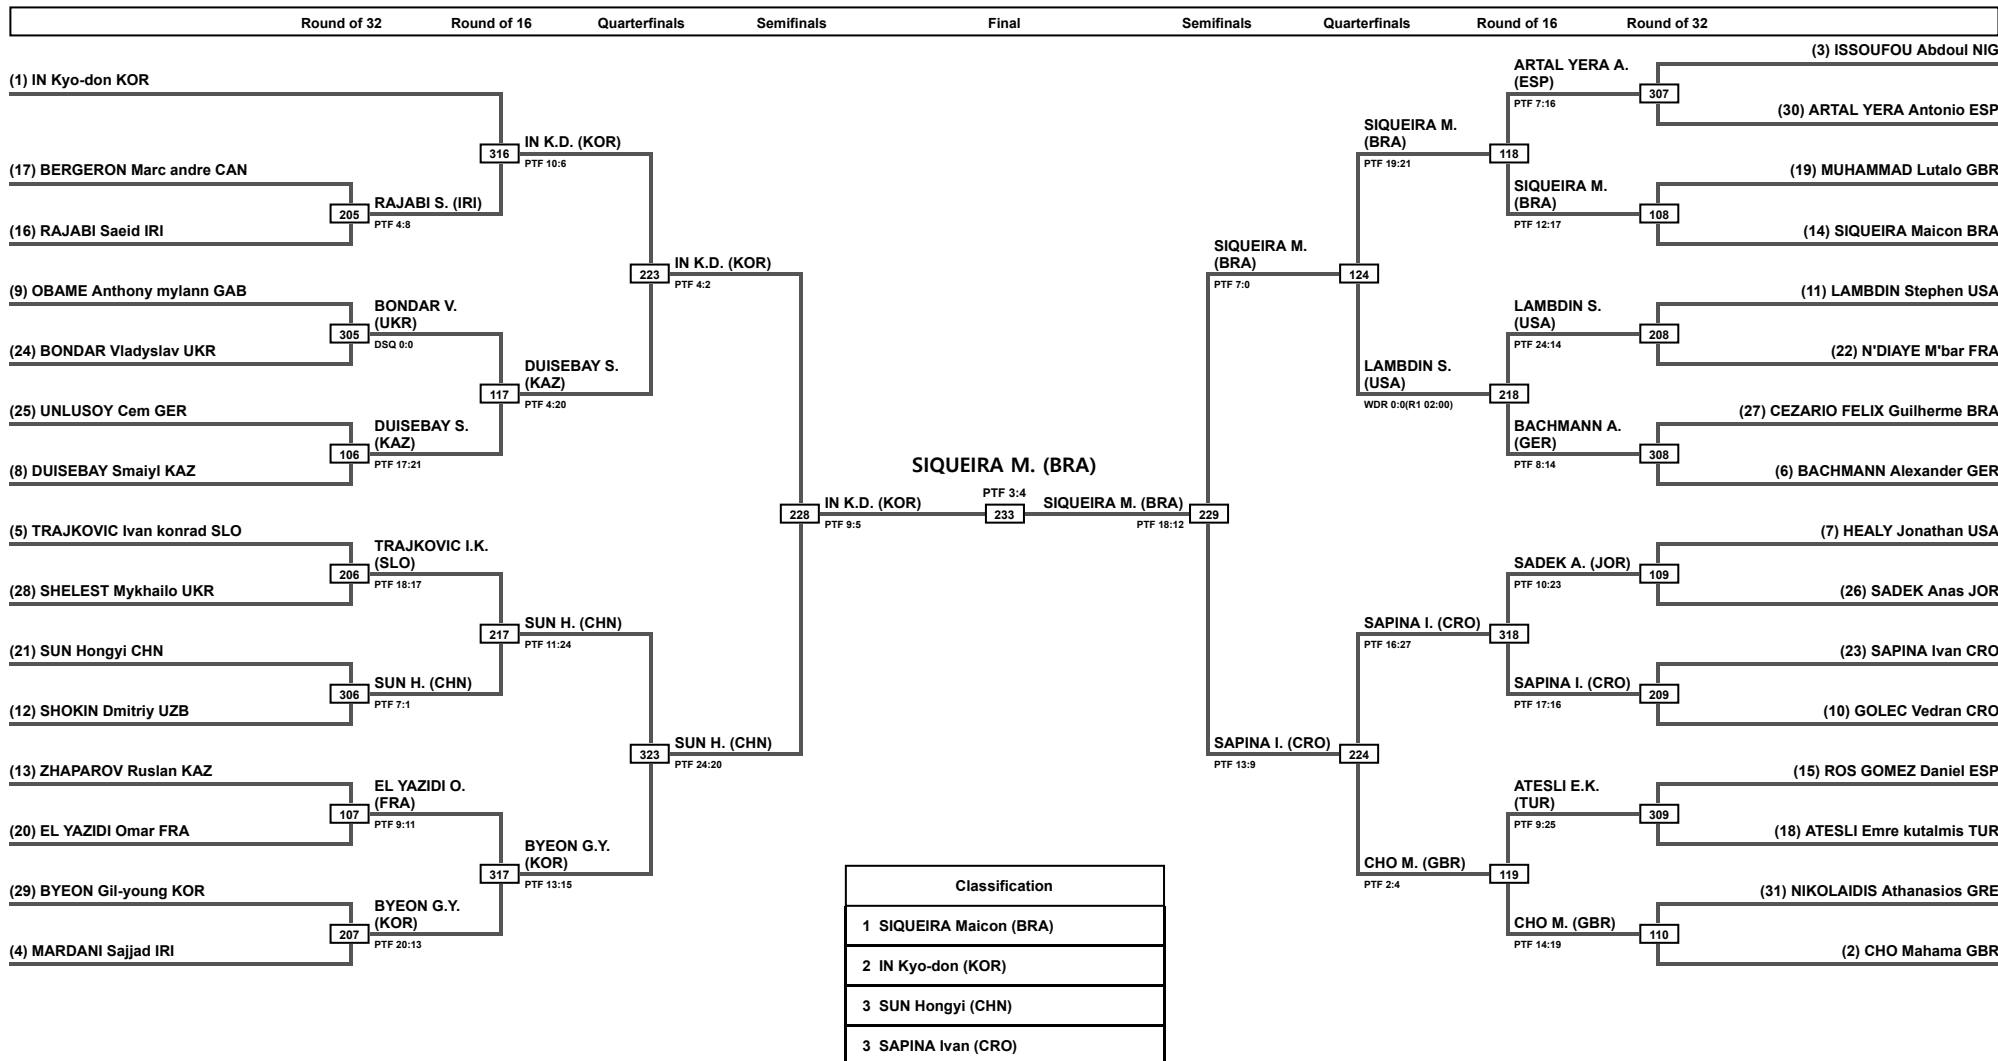 Round of 32 Round of 16 Quarterfinals Semifinals Final Semifinals Quarterfinals Round of 16 Round of 32
(1) IN Kyo-don KOR
(17) BERGERON Marc andre CAN
(16) RAJABI Saeid IRI
(9) OBAME Anthony mylann GAB
(24) BONDAR Vladyslav UKR
(25) UNLUSOY Cem GER
(8) DUISEBAY Smaiyl KAZ
(5) TRAJKOVIC Ivan konrad SLO
(28) SHELEST Mykhailo UKR
(21) SUN Hongyi CHN
(12) SHOKIN Dmitriy UZB
(13) ZHAPAROV Ruslan KAZ
(20) EL YAZIDI Omar FRA
(29) BYEON Gil-young KOR
(4) MARDANI Sajjad IRI
205
RAJABI S. (IRI)
PTF 4:8
305
BONDAR V.
(UKR)
DSQ 0:0
106
DUISEBAY S.
(KAZ)
PTF 17:21
206
TRAJKOVIC I.K.
(SLO)
PTF 18:17
306
SUN H. (CHN)
PTF 7:1
107
EL YAZIDI O.
(FRA)
PTF 9:11
207
BYEON G.Y.
(KOR)
PTF 20:13
316
IN K.D. (KOR)
PTF 10:6
117
DUISEBAY S.
(KAZ)
PTF 4:20
217
SUN H. (CHN)
PTF 11:24
317
BYEON G.Y.
(KOR)
PTF 13:15
223
IN K.D. (KOR)
PTF 4:2
323
SUN H. (CHN)
PTF 24:20
228
IN K.D. (KOR)
PTF 9:5
SIQUEIRA M. (BRA)
PTF 3:4
233
SIQUEIRA M. (BRA)
PTF 18:12
229
SIQUEIRA M.
(BRA)
PTF 7:0
124
SAPINA I. (CRO)
PTF 13:9
224
SIQUEIRA M.
(BRA)
PTF 19:21
118
LAMBDIN S.
(USA)
WDR 0:0(R1 02:00)
218
SAPINA I. (CRO)
PTF 16:27
318
CHO M. (GBR)
PTF 2:4
119
ARTAL YERA A.
(ESP)
PTF 7:16
307
SIQUEIRA M.
(BRA)
PTF 12:17
108
LAMBDIN S.
(USA)
PTF 24:14
208
BACHMANN A.
(GER)
PTF 8:14
308
SADEK A. (JOR)
PTF 10:23
109
SAPINA I. (CRO)
PTF 17:16
209
ATESLI E.K.
(TUR)
PTF 9:25
309
CHO M. (GBR)
PTF 14:19
110
(3) ISSOUFOU Abdoul NIG
(30) ARTAL YERA Antonio ESP
(19) MUHAMMAD Lutalo GBR
(14) SIQUEIRA Maicon BRA
(11) LAMBDIN Stephen USA
(22) N'DIAYE M'bar FRA
(27) CEZARIO FELIX Guilherme BRA
(6) BACHMANN Alexander GER
(7) HEALY Jonathan USA
(26) SADEK Anas JOR
(23) SAPINA Ivan CRO
(10) GOLEC Vedran CRO
(15) ROS GOMEZ Daniel ESP
(18) ATESLI Emre kutalmis TUR
(31) NIKOLAIDIS Athanasios GRE
(2) CHO Mahama GBR
Classification
1 SIQUEIRA Maicon (BRA)
2 IN Kyo-don (KOR)
3 SUN Hongyi (CHN)
3 SAPINA Ivan (CRO)